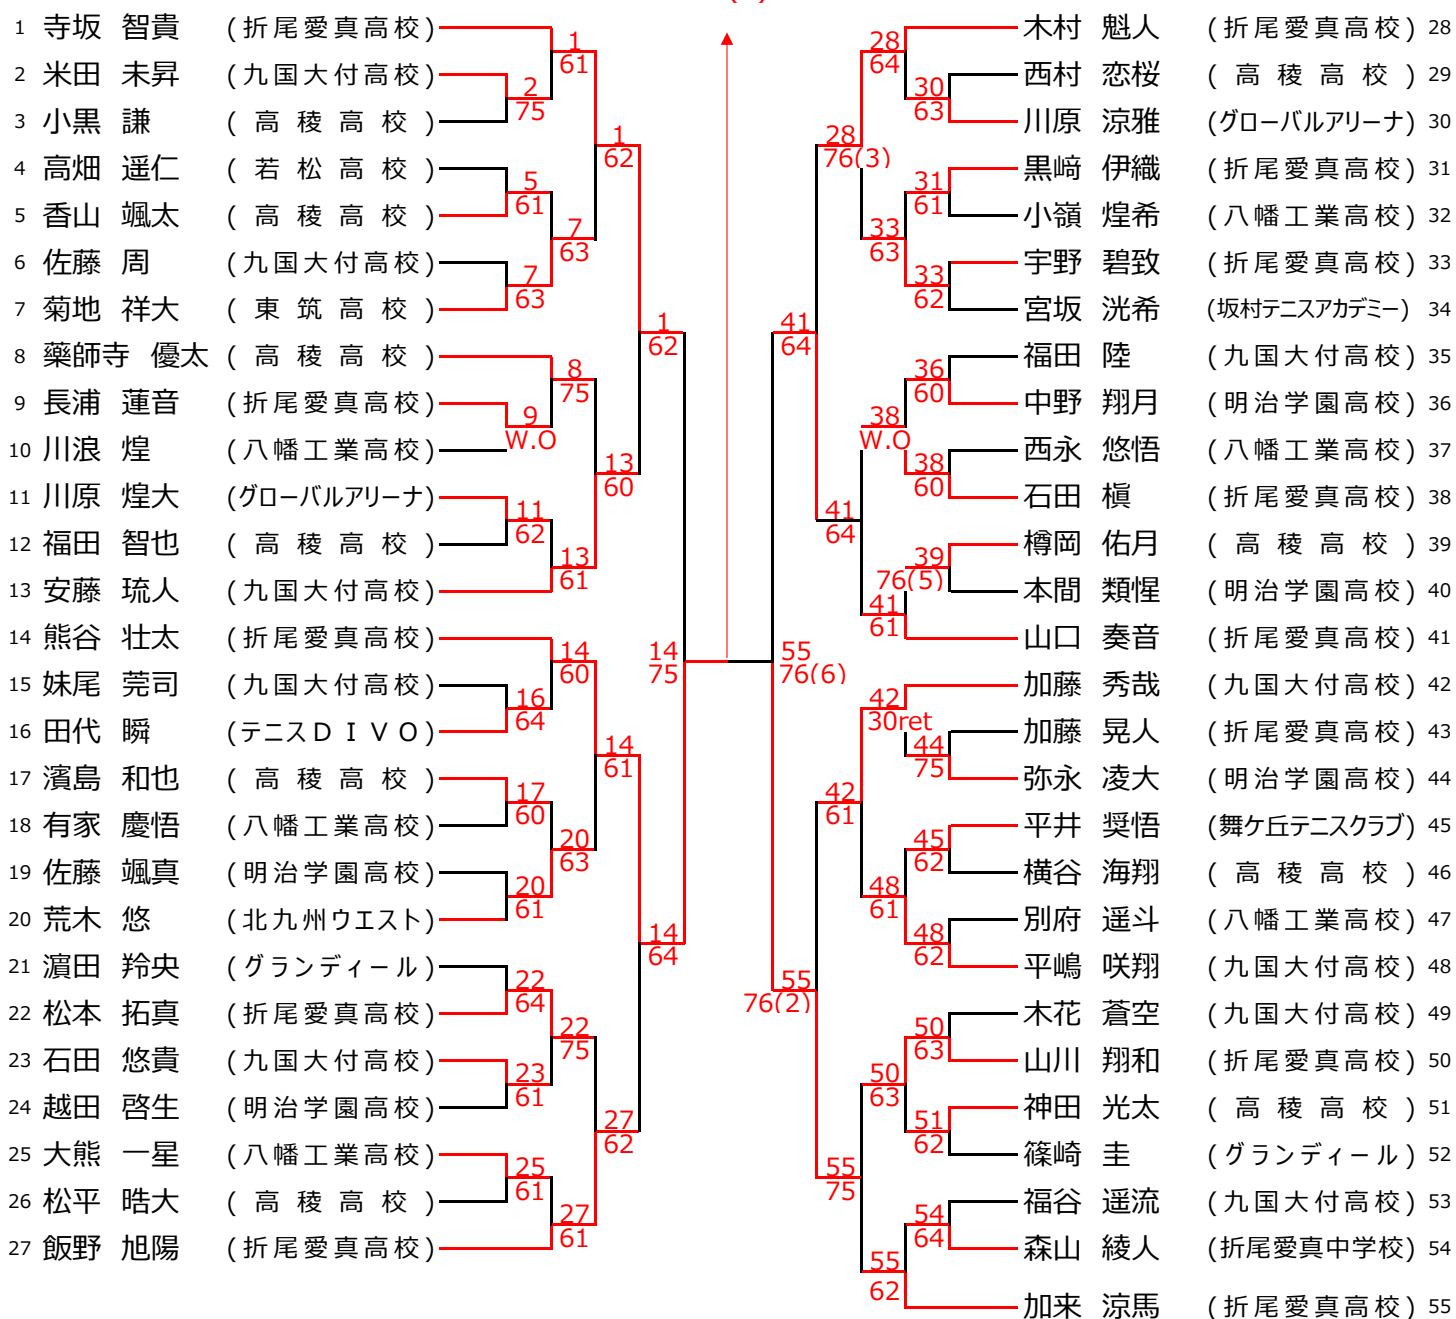 1 寺坂 智貴 (折尾愛真高校)
2 米田 未昇 (九国大付高校)
3 小黒 謙 (高稜高校)
4 高畑 遥仁 (若松高校)
5 香山 颯太 (高稜高校)
6 佐藤 周 (九国大付高校)
7 菊地 祥大 (東筑高校)
8 藥師寺 優太 (高稜高校)
9 長浦 蓮音 (折尾愛真高校)
10 川浪 煌 (八幡工業高校)
11 川原 煌大 (グローバルアリーナ)
12 福田 智也 (高稜高校)
13 安藤 琉人 (九国大付高校)
14 熊谷 壮太 (折尾愛真高校)
15 妹尾 莞司 (九国大付高校)
16 田代 瞬 (テニスDIVO)
17 濱島 和也 (高稜高校)
18 有家 慶悟 (八幡工業高校)
19 佐藤 颯真 (明治学園高校)
20 荒木 悠 (北九州ウエスト)
21 濵田 羚央 (グランディール)
22 松本 拓真 (折尾愛真高校)
23 石田 悠貴 (九国大付高校)
24 越田 啓生 (明治学園高校)
25 大熊 一星 (八幡工業高校)
26 松平 晧大 (高稜高校)
27 飯野 旭陽 (折尾愛真高校)
2
75
5
61
7
63
9
W.O
11
62
16
64
17
60
20
61
22
64
23
61
25
61
1
61
7
63
8
75
13
61
14
60
20
63
22
75
27
61
1
62
13
60
14
61
27
62
1
62
14
64
14
75
55
76(6)
41
64
55
76(2)
28
76(3)
41
64
42
61
55
75
28
64
33
63
38
W.O
41
61
42
30ret
48
61
50
63
55
62
30
63
31
61
33
62
36
60
38
60
39
76(5)
44
75
45
62
48
62
50
63
51
62
54
64
木村 魁人 (折尾愛真高校) 28
西村 恋桜 (高稜高校) 29
川原 涼雅 (グローバルアリーナ) 30
黒﨑 伊織 (折尾愛真高校) 31
小嶺 煌希 (八幡工業高校) 32
宇野 碧致 (折尾愛真高校) 33
宮坂 洸希 (坂村テニスアカデミー) 34
福田 陸 (九国大付高校) 35
中野 翔月 (明治学園高校) 36
西永 悠悟 (八幡工業高校) 37
石田 槇 (折尾愛真高校) 38
樽岡 佑月 (高稜高校) 39
本間 類惺 (明治学園高校) 40
山口 奏音 (折尾愛真高校) 41
加藤 秀哉 (九国大付高校) 42
加藤 晃人 (折尾愛真高校) 43
弥永 凌大 (明治学園高校) 44
平井 奨悟 (舞ケ丘テニスクラブ) 45
横谷 海翔 (高稜高校) 46
別府 遥斗 (八幡工業高校) 47
平嶋 咲翔 (九国大付高校) 48
木花 蒼空 (九国大付高校) 49
山川 翔和 (折尾愛真高校) 50
神田 光太 (高稜高校) 51
篠崎 圭 (グランディール) 52
福谷 遥流 (九国大付高校) 53
森山 綾人 (折尾愛真中学校) 54
加来 涼馬 (折尾愛真高校) 55